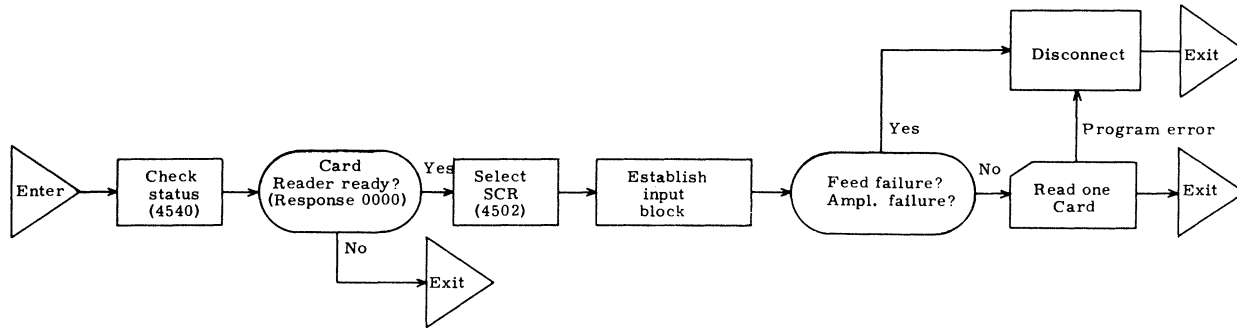 Enter
Check
status
(4540)
Card
Reader ready?
(Response 0000)
Yes
No
Exit
Select
SCR
(4502)
Establish
input
block
Feed failure?
Ampl. failure?
Yes
No
Disconnect
Exit
Program error
Read one
Card
Exit